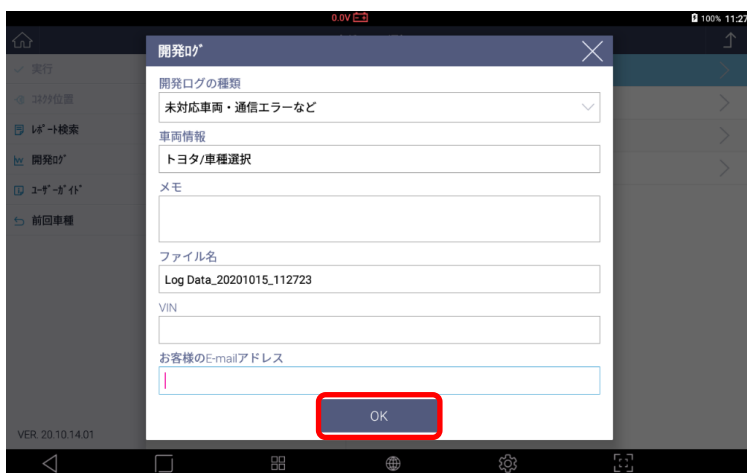 0.0V
100% 11:27
開発ﾛｸﾞ
実行
ｺﾈｸﾀ位置
ﾚﾎﾟｰﾄ検索
開発ﾛｸﾞ
ﾕｰｻﾞｰｶﾞｲﾄﾞ
前回車種
VER. 20.10.14.01
開発ログの種類
未対応車両・通信エラーなど
車両情報
トヨタ/車種選択
メモ
ファイル名
Log Data_20201015_112723
VIN
お客様のE-mailアドレス
OK